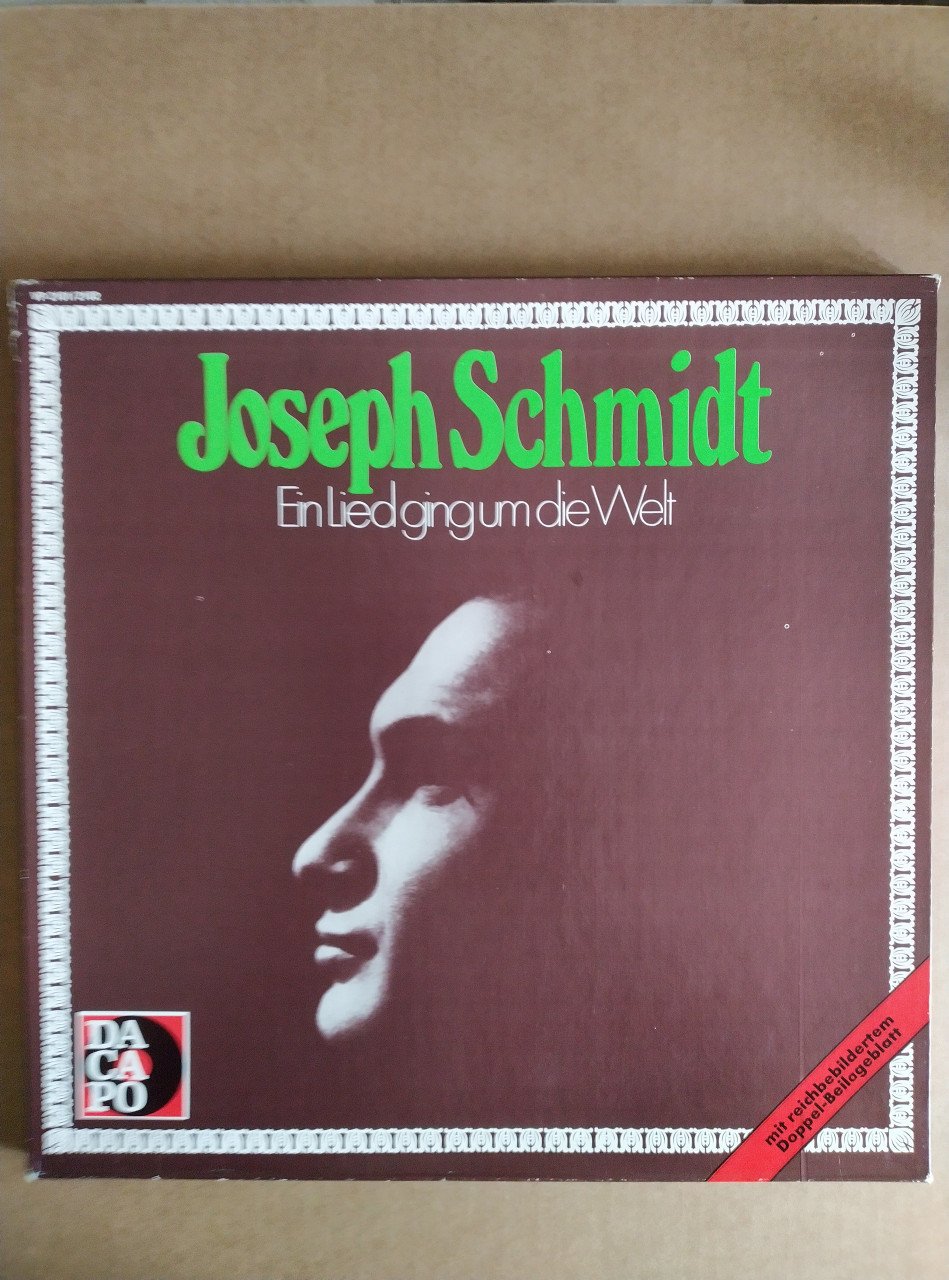 Joseph Schmidt
Ein Lied ging um die Welt
DA
CA
PO
mit reichbebildertem
Doppel-Beilageblatt